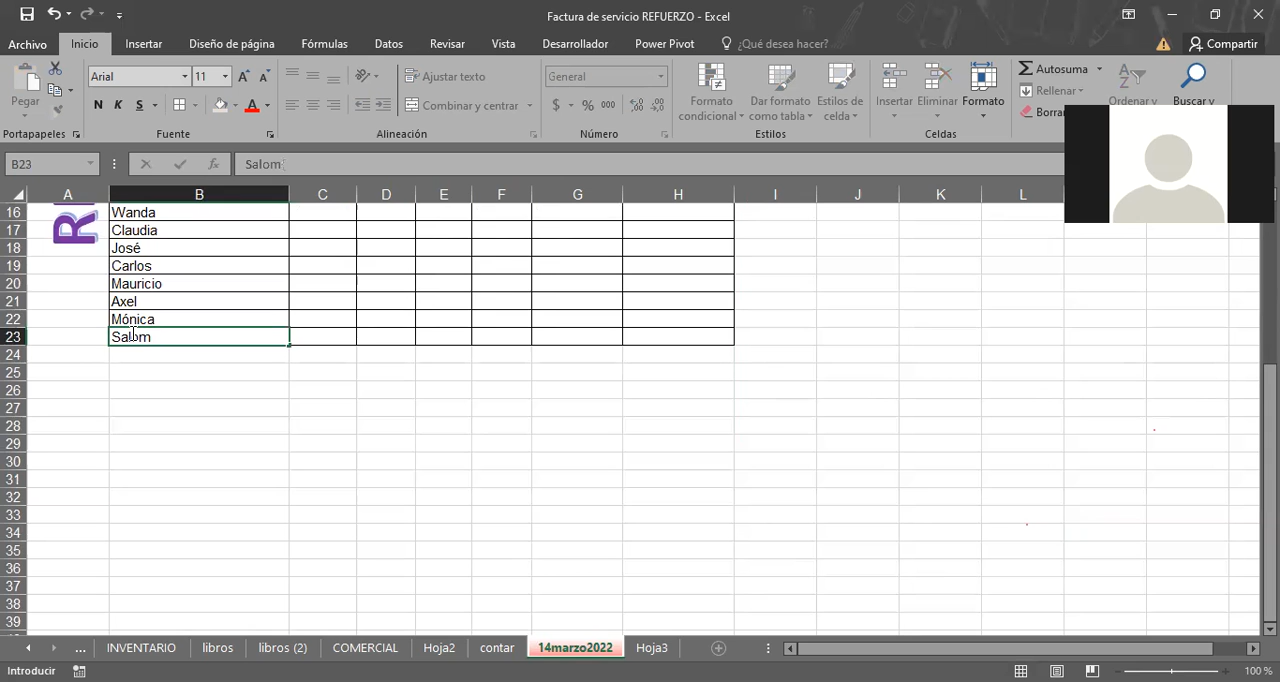 Factura de servicio REFUERZO - Excel
Archivo Inicio Insertar Diseño de página Fórmulas Datos Revisar Vista Desarrollador Power Pivot ¿Qué desea hacer? Compartir
Arial 11 Ajustar texto General Autosuma
Pegar N K S Combinar y centrar $ % 000 Formato condicional Dar formato como tabla Estilos de celda Insertar Eliminar Formato Rellenar Ordenar y Buscar y
Portapapeles Fuente Alineación Número Estilos Celdas
B23 fx Salom
A B C D E F G H I J K L
16 Wanda
17 Claudia
18 José
19 Carlos
20 Mauricio
21 Axel
22 Mónica
23 Salom
24
25
26
27
28
29
30
31
32
33
34
35
36
37
38
39
... INVENTARIO libros libros (2) COMERCIAL Hoja2 contar 14marzo2022 Hoja3
Introducir 100 %